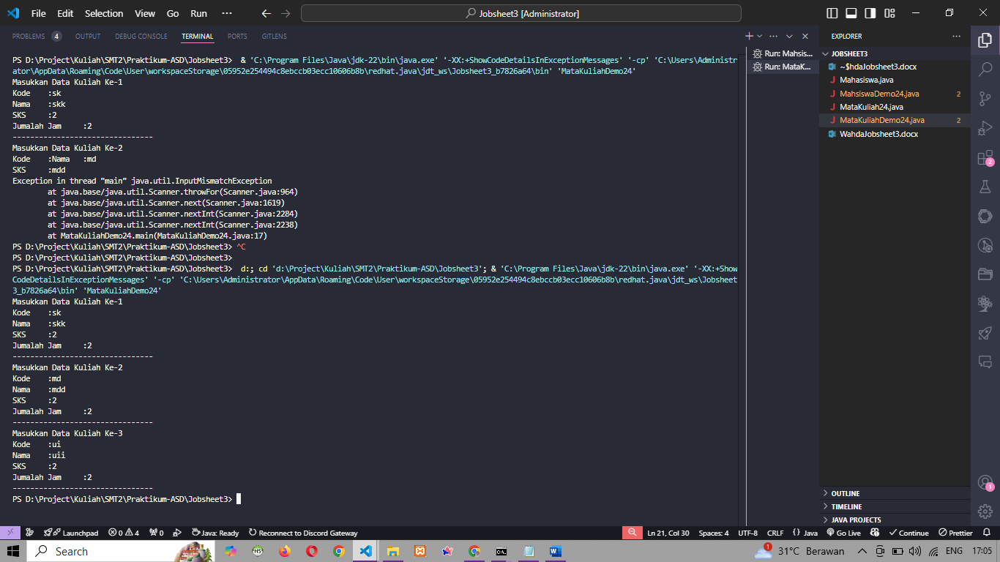 File Edit Selection View Go Run ··· Jobsheet3 [Administrator]
PROBLEMS 4 OUTPUT DEBUG CONSOLE TERMINAL PORTS GITLENS
PS D:\Project\Kuliah\SMT2\Praktikum-ASD\Jobsheet3> & 'C:\Program Files\Java\jdk-22\bin\java.exe' '-XX:+ShowCodeDetailsInExceptionMessages' '-cp' 'C:\Users\Administr
ator\AppData\Roaming\Code\User\workspaceStorage\05952e254494c8ebccb03ecc10606b8b\redhat.java\jdt_ws\Jobsheet3_b7826a64\bin' 'MataKuliahDemo24'
Masukkan Data Kuliah Ke-1
Kode :sk
Nama :skk
SKS :2
Jumalah Jam :2
--------------------------------
Masukkan Data Kuliah Ke-2
Kode :Nama :md
SKS :mdd
Exception in thread "main" java.util.InputMismatchException
at java.base/java.util.Scanner.throwFor(Scanner.java:964)
at java.base/java.util.Scanner.next(Scanner.java:1619)
at java.base/java.util.Scanner.nextInt(Scanner.java:2284)
at java.base/java.util.Scanner.nextInt(Scanner.java:2238)
at MataKuliahDemo24.main(MataKuliahDemo24.java:17)
PS D:\Project\Kuliah\SMT2\Praktikum-ASD\Jobsheet3> ^C
PS D:\Project\Kuliah\SMT2\Praktikum-ASD\Jobsheet3>
PS D:\Project\Kuliah\SMT2\Praktikum-ASD\Jobsheet3> d:; cd 'd:\Project\Kuliah\SMT2\Praktikum-ASD\Jobsheet3'; & 'C:\Program Files\Java\jdk-22\bin\java.exe' '-XX:+Show
CodeDetailsInExceptionMessages' '-cp' 'C:\Users\Administrator\AppData\Roaming\Code\User\workspaceStorage\05952e254494c8ebccb03ecc10606b8b\redhat.java\jdt_ws\Jobsheet
3_b7826a64\bin' 'MataKuliahDemo24'
Masukkan Data Kuliah Ke-1
Kode :sk
Nama :skk
SKS :2
Jumalah Jam :2
--------------------------------
Masukkan Data Kuliah Ke-2
Kode :md
Nama :mdd
SKS :2
Jumalah Jam :2
--------------------------------
Masukkan Data Kuliah Ke-3
Kode :ui
Nama :uii
SKS :2
Jumalah Jam :2
--------------------------------
PS D:\Project\Kuliah\SMT2\Praktikum-ASD\Jobsheet3>
Run: Mahsis...
Run: MataK...
EXPLORER
JOBSHEET3
~$hdaJobsheet3.docx
Mahasiswa.java
MahsiswaDemo24.java 2
MataKuliah24.java
MataKuliahDemo24.java 2
WahdaJobsheet3.docx
2
OUTLINE
TIMELINE
JAVA PROJECTS
1
Launchpad 0 4 0 Java: Ready Reconnect to Discord Gateway Ln 21, Col 30 Spaces: 4 UTF-8 CRLF {} Java Go Live Continue Prettier
Search 1 31°C Berawan ENG 17:05